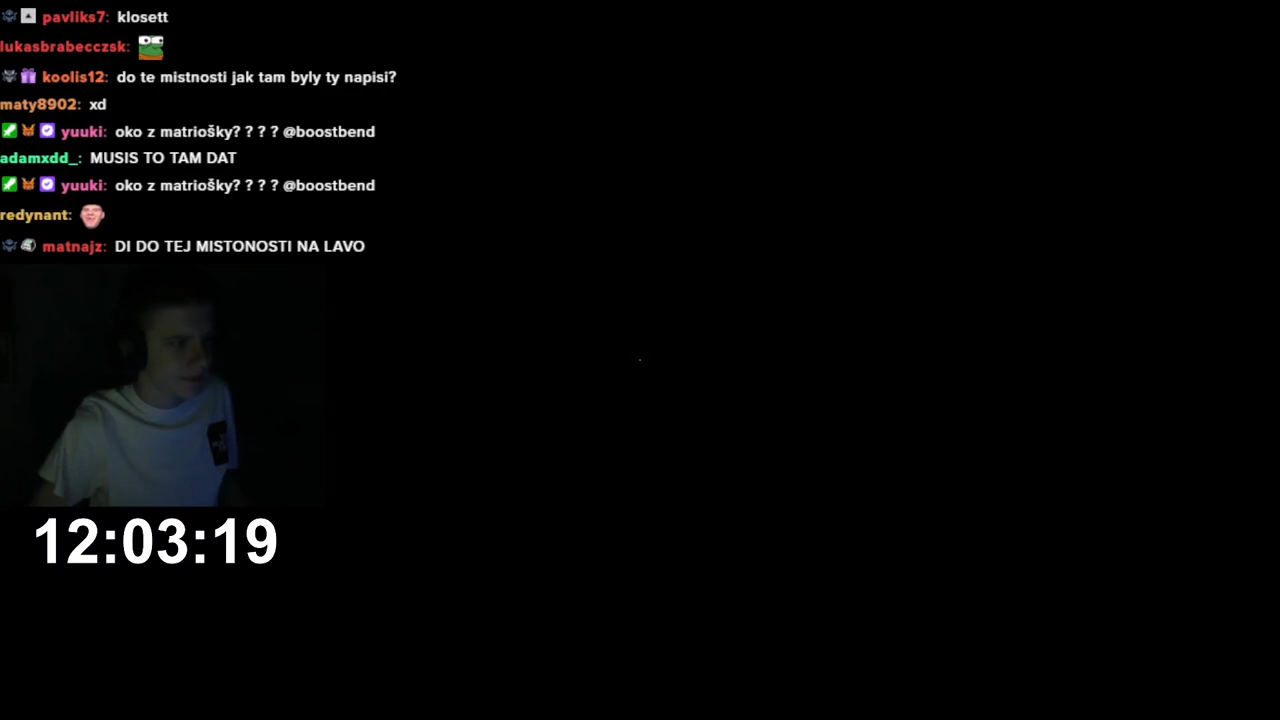 pavliks7: klosett
lukasbrabecczsk:
koolis12: do te mistnosti jak tam byly ty napisi?
maty8902: xd
yuuki: oko z matriošky? ? ? ? @boostbend
adamxdd_: MUSIS TO TAM DAT
yuuki: oko z matriošky? ? ? ? @boostbend
redynant:
matnajz: DI DO TEJ MISTONOSTI NA LAVO
12:03:19